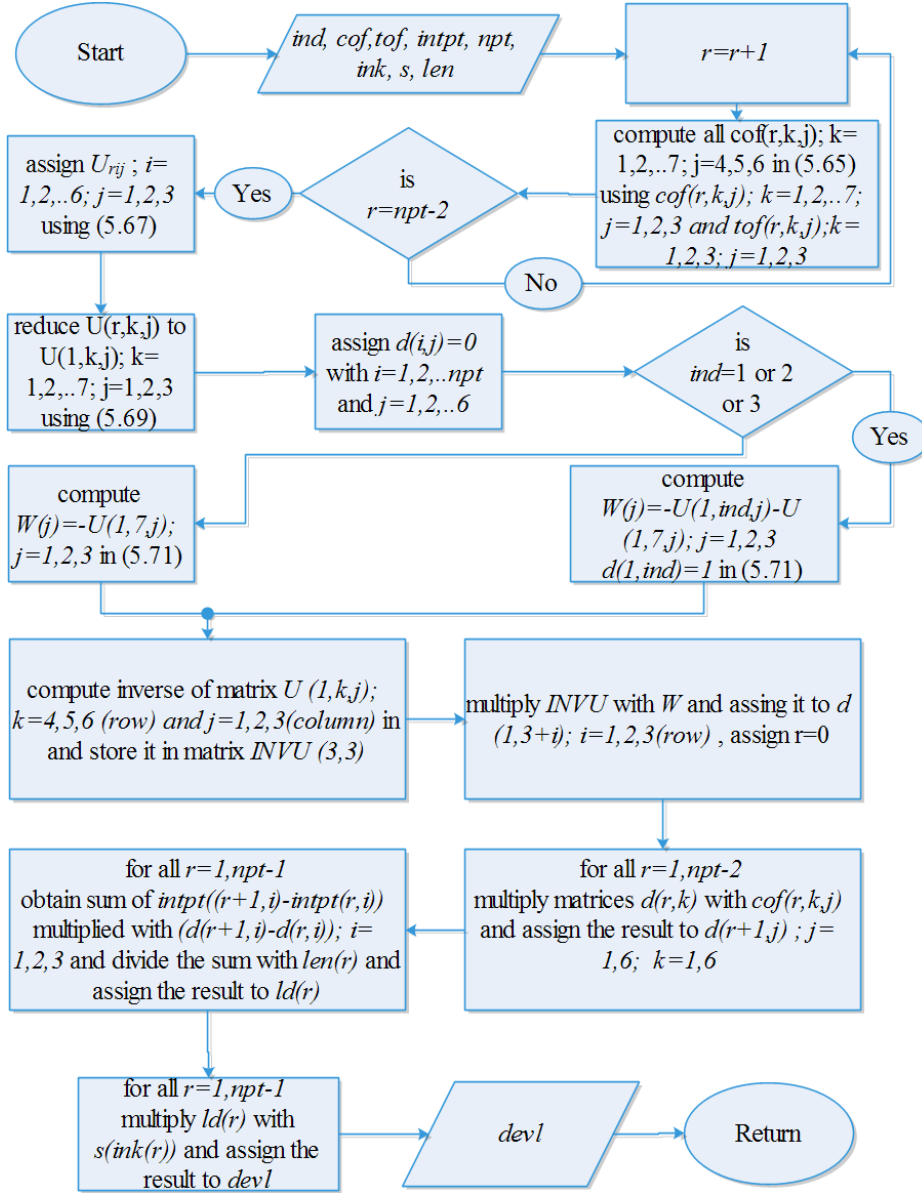 Start
ind, cof,tof, intpt, npt,
ink, s, len
r=r+1
compute all cof(r,k,j); k=
1,2,..7; j=4,5,6 in (5.65)
using cof(r,k,j); k=1,2,..7;
j=1,2,3 and tof(r,k,j);k=
1,2,3; j=1,2,3
is
r=npt-2
Yes
No
assign Urij ; i=
1,2,..6; j=1,2,3
using (5.67)
reduce U(r,k,j) to
U(1,k,j); k=
1,2,..7; j=1,2,3
using (5.69)
assign d(i,j)=0
with i=1,2,..npt
and j=1,2,..6
is
ind=1 or 2
or 3
Yes
compute
W(j)=-U(1,7,j);
j=1,2,3 in (5.71)
compute
W(j)=-U(1,ind,j)-U
(1,7,j); j=1,2,3
d(1,ind)=1 in (5.71)
compute inverse of matrix U (1,k,j);
k=4,5,6 (row) and j=1,2,3(column) in
and store it in matrix INVU (3,3)
multiply INVU with W and assing it to d
(1,3+i); i=1,2,3(row) , assign r=0
for all r=1,npt-2
multiply matrices d(r,k) with cof(r,k,j)
and assign the result to d(r+1,j) ; j=
1,6; k=1,6
for all r=1,npt-1
obtain sum of intpt((r+1,i)-intpt(r,i))
multiplied with (d(r+1,i)-d(r,i)); i=
1,2,3 and divide the sum with len(r) and
assign the result to ld(r)
for all r=1,npt-1
multiply ld(r) with
s(ink(r)) and assign the
result to devl
devl
Return